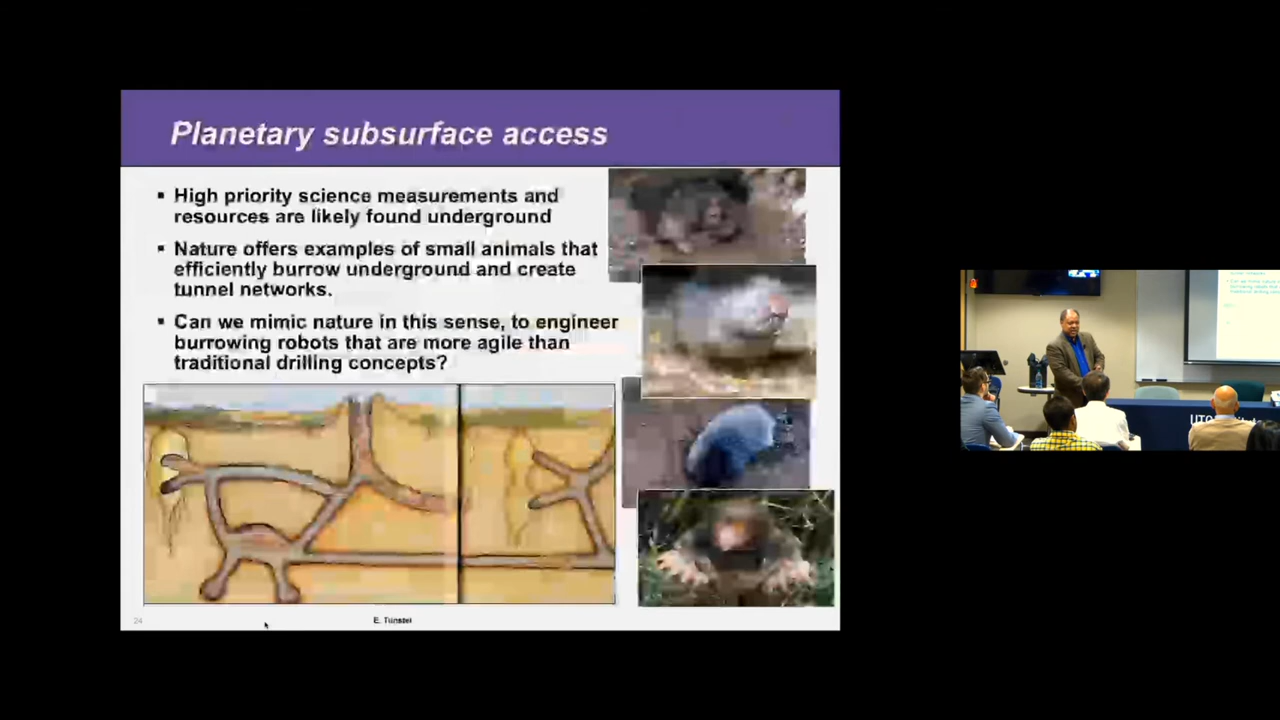 Planetary subsurface access
▪ High priority science measurements and
resources are likely found underground
▪ Nature offers examples of small animals that
efficiently burrow underground and create
tunnel networks.
▪ Can we mimic nature in this sense, to engineer
burrowing robots that are more agile than
traditional drilling concepts?
24
E. Tunstel